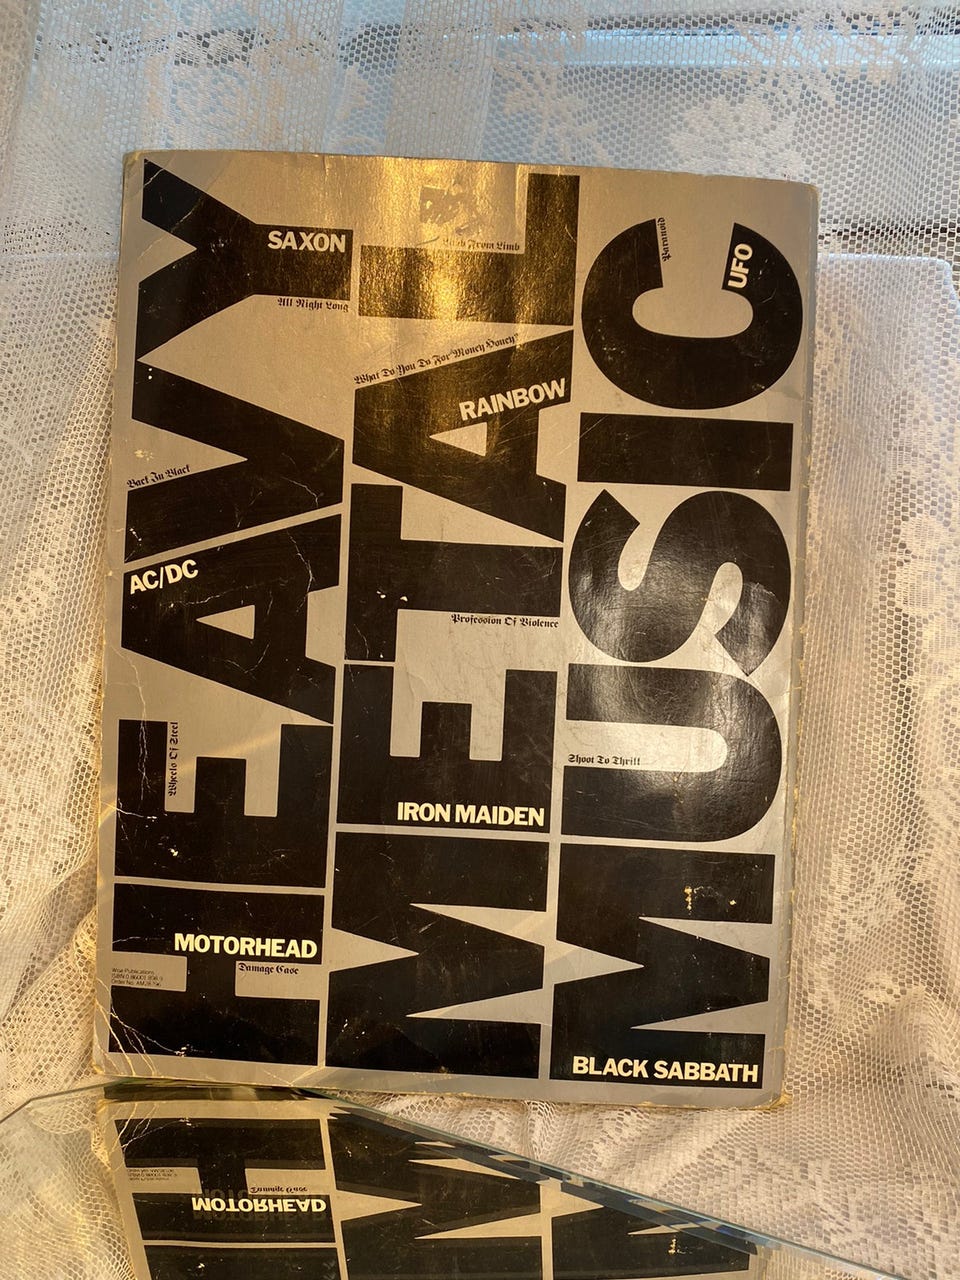 HEAVY
METAL
MUSIC
SAXON
All Night Long
Back In Black
AC/DC
Wheels Of Steel
MOTORHEAD
Damage Case
Wise Publications
Order No.
Limb From Limb
What Do You Do For Money Honey?
RAINBOW
Profession Of Violence
IRON MAIDEN
Paranoid
UFO
Shoot To Thrill
BLACK SABBATH